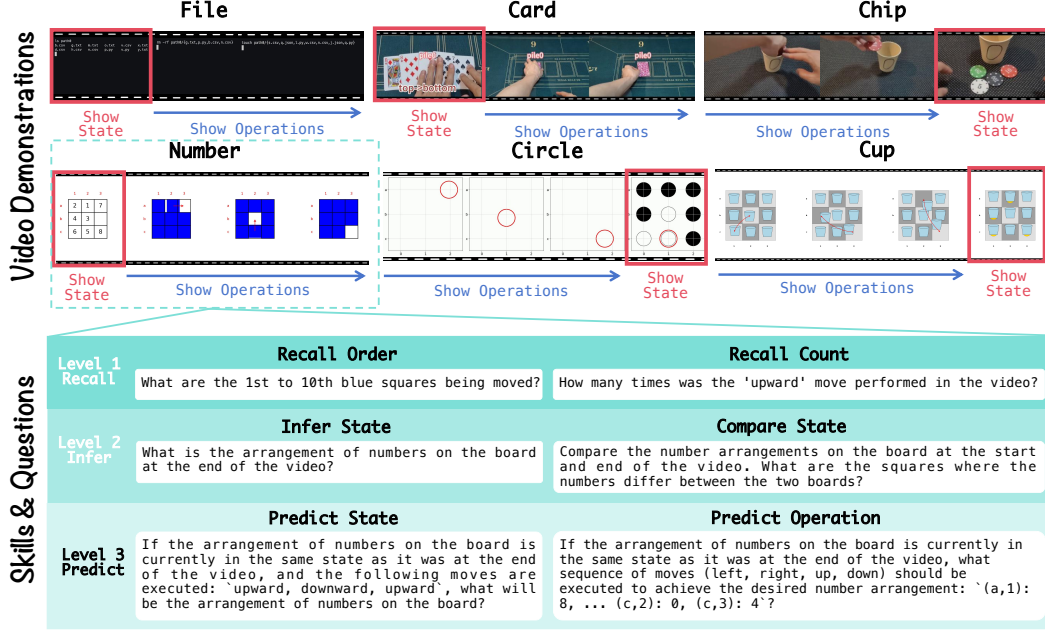 File
Card
Chip
Video Demonstrations
pile0
top->bottom
9
pile0
9
pile0
Show
State
Show Operations
Show
State
Show Operations
Show Operations
Show
State
Number
Circle
Cup
1 2 3
2 1 7
4 3
6 5 8
Show
State
Show Operations
Show Operations
Show
State
Show Operations
Show
State
Skills & Questions
Level 1
Recall
Recall Order
What are the 1st to 10th blue squares being moved?
Recall Count
How many times was the 'upward' move performed in the video?
Level 2
Infer
Infer State
What is the arrangement of numbers on the board
at the end of the video?
Compare State
Compare the number arrangements on the board at the start
and end of the video. What are the squares where the
numbers differ between the two boards?
Level 3
Predict
Predict State
If the arrangement of numbers on the board is
currently in the same state as it was at the end
of the video, and the following moves are
executed: `upward, downward, upward`, what will
be the arrangement of numbers on the board?
Predict Operation
If the arrangement of numbers on the board is currently in
the same state as it was at the end of the video, what
sequence of moves (left, right, up, down) should be
executed to achieve the desired number arrangement: `(a,1):
8, ... (c,2): 0, (c,3): 4`?